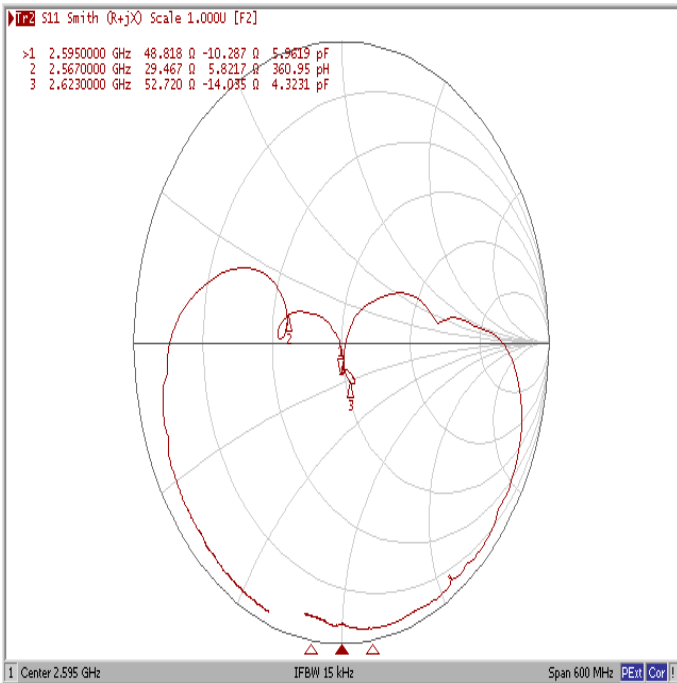 Tr2 S11 Smith (R+jX) Scale 1.000U [F2]
>1 2.5950000 GHz 48.818 Ω -10.287 Ω 5.9619 pF
2 2.5670000 GHz 29.467 Ω 5.8217 Ω 360.95 pH
3 2.6230000 GHz 52.720 Ω -14.035 Ω 4.3231 pF
2
3
1 Center 2.595 GHz IFBW 15 kHz Span 600 MHz PExt Cor !